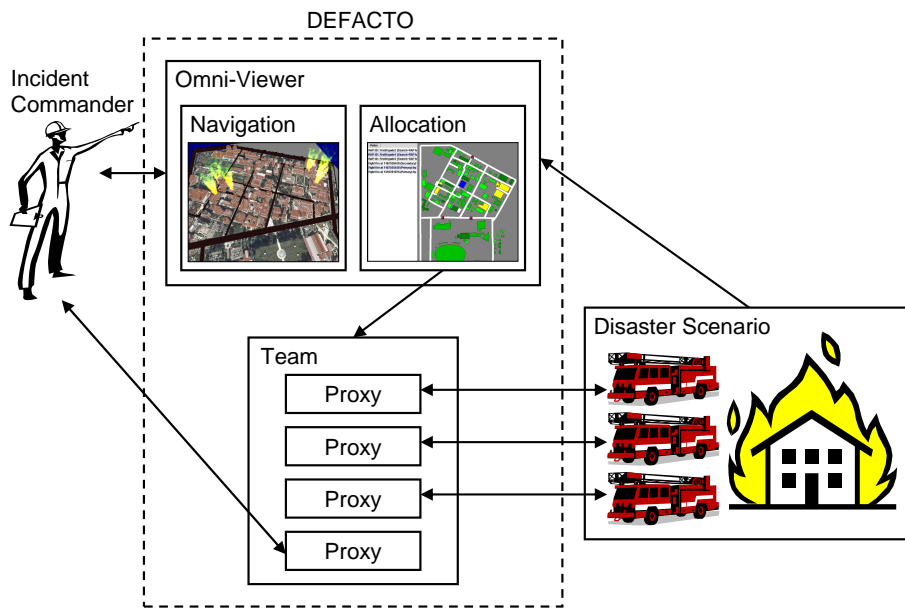 DEFACTO
Incident
Commander
Omni-Viewer
Navigation
Allocation
Team
Proxy
Proxy
Proxy
Proxy
Disaster Scenario